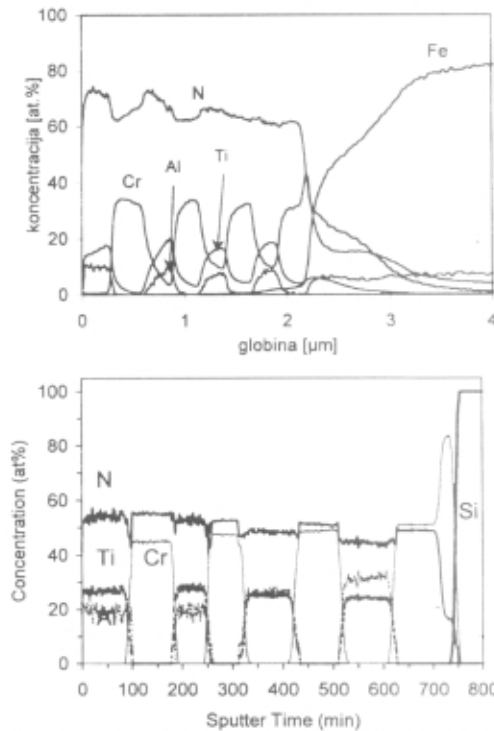 100
80
60
40
20
0
koncentracija [at.%]
N
Fe
Cr
Al
Ti
0 1 2 3 4
globina [µm]
100
80
60
40
20
0
Concentration (at%)
N
Ti Cr
Si
0 100 200 300 400 500 600 700 800
Sputter Time (min)